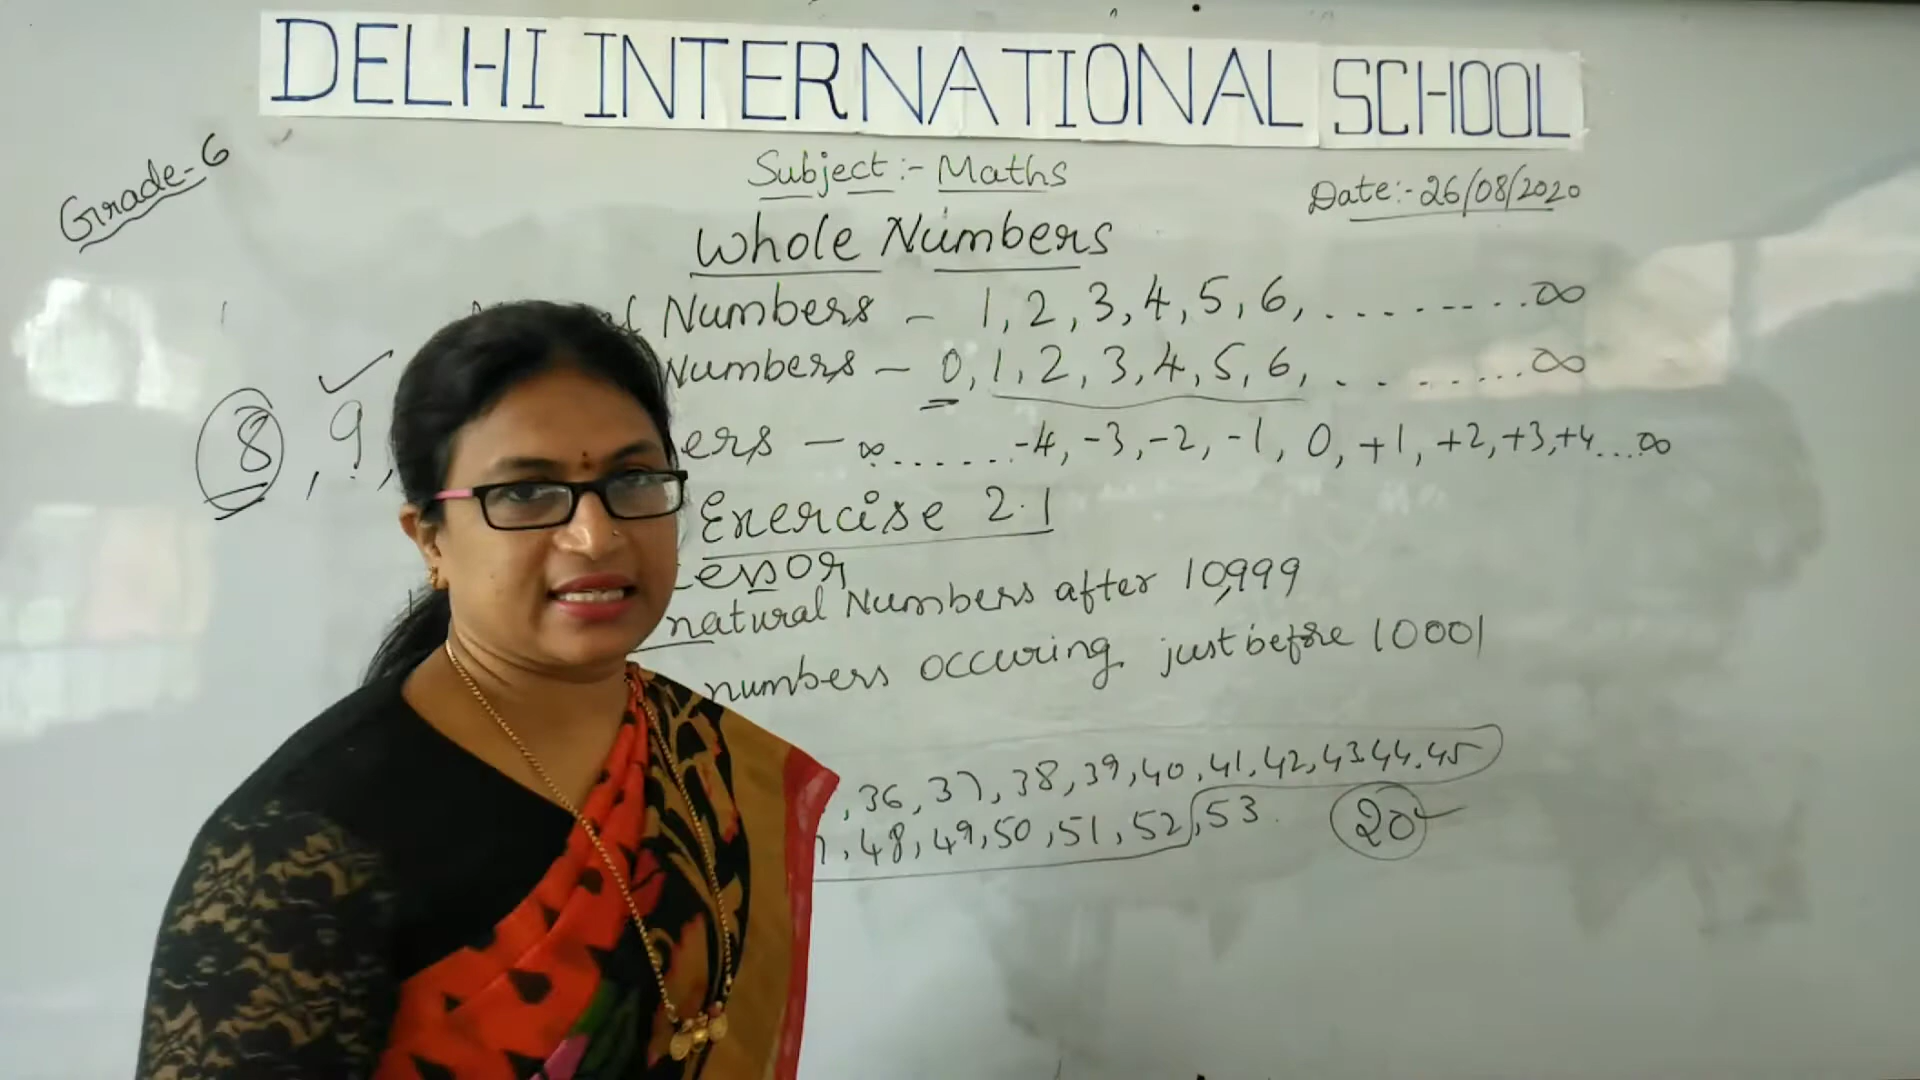 DELHI INTERNATIONAL SCHOOL
Grade-6
Subject:- Maths
Date:-26/08/2020
Whole Numbers
Numbers - 1, 2, 3, 4, 5, 6, ......... ∞
Numbers - 0, 1, 2, 3, 4, 5, 6, ......... ∞
8, 9,
∞ ...... -4, -3, -2, -1, 0, +1, +2, +3, +4 ... ∞
Exercise 2.1
natural Numbers after 10,999
numbers occuring just before 10001
, 36, 37, 38, 39, 40, 41, 42, 43 44, 45
, 48, 49, 50, 51, 52, 53. 20